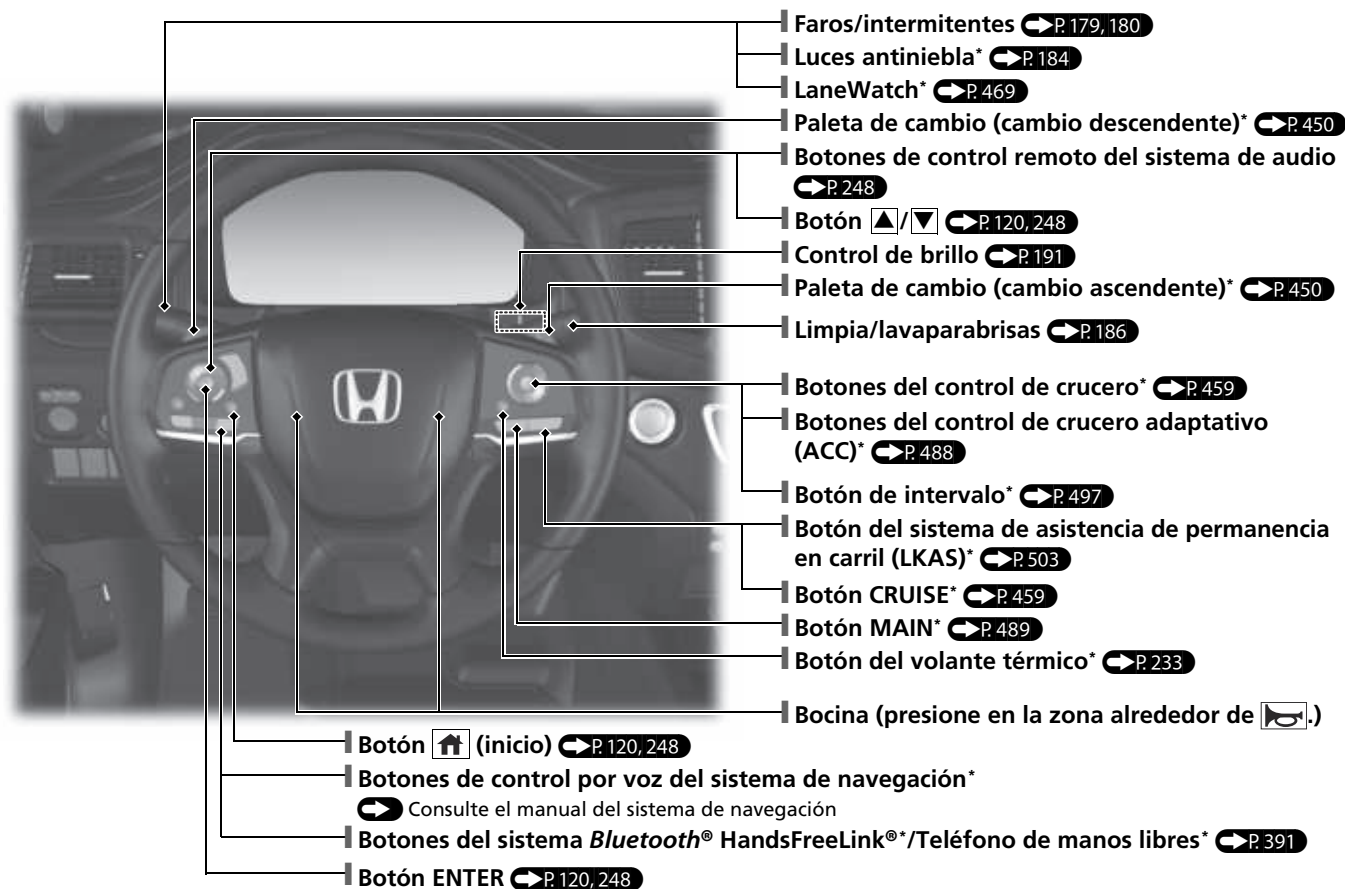 Faros/intermitentes P. 179, 180
Luces antiniebla* P. 184
LaneWatch* P. 469
Paleta de cambio (cambio descendente)* P. 450
Botones de control remoto del sistema de audio
P. 248
Botón ▲/▼ P. 120, 248
Control de brillo P. 191
Paleta de cambio (cambio ascendente)* P. 450
Limpia/lavaparabrisas P. 186
Botones del control de crucero* P. 459
Botones del control de crucero adaptativo
(ACC)* P. 488
Botón de intervalo* P. 497
Botón del sistema de asistencia de permanencia
en carril (LKAS)* P. 503
Botón CRUISE* P. 459
Botón MAIN* P. 489
Botón del volante térmico* P. 233
Bocina (presione en la zona alrededor de .)
Botón (inicio) P. 120, 248
Botones de control por voz del sistema de navegación*
Consulte el manual del sistema de navegación
Botones del sistema Bluetooth® HandsFreeLink®*/Teléfono de manos libres* P. 391
Botón ENTER P. 120, 248